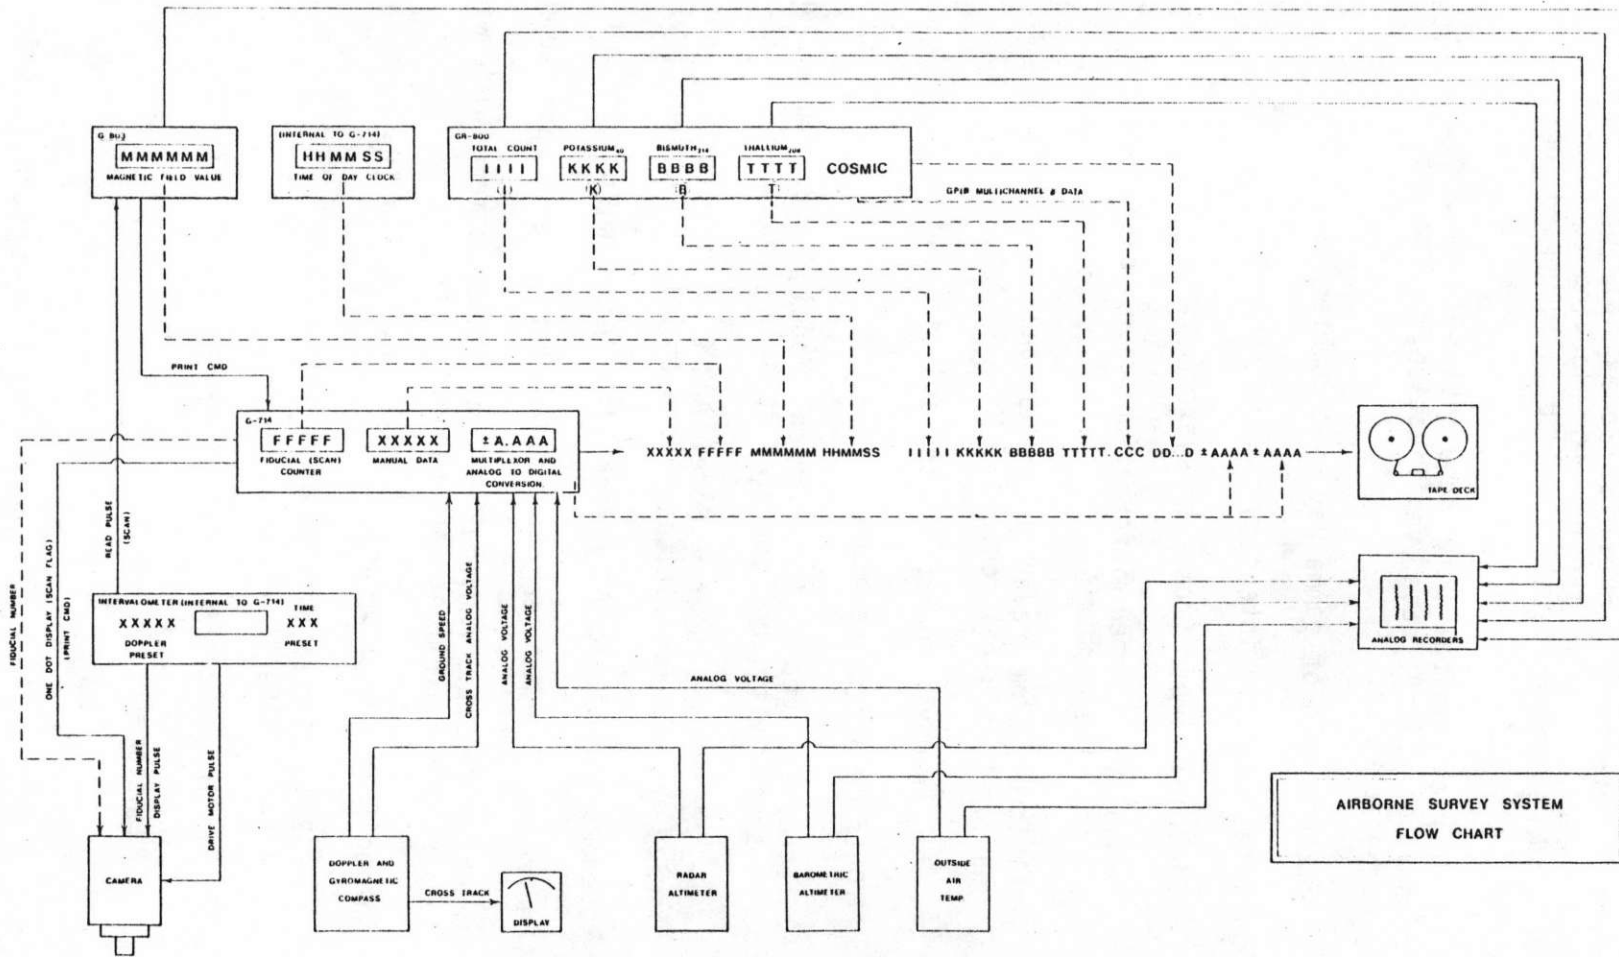 G-803
MMMMMM
MAGNETIC FIELD VALUE
(INTERNAL TO G-714)
HHMMSS
TIME OF DAY CLOCK
GR-800
TOTAL COUNT
IIII
(I)
POTASSIUM40
KKKK
(K)
BISMUTH214
BBBB
(B)
THALLIUM208
TTTT
T
COSMIC
GPIB MULTICHANNEL 8 DATA
PRINT CMD
G-714
FFFFF
FIDUCIAL (SCAN)
COUNTER
XXXXX
MANUAL DATA
±A.AAA
MULTIPLEXOR AND
ANALOG TO DIGITAL
CONVERSION
XXXXX FFFFF MMMMMM HHMMSS IIIII KKKKK BBBBB TTTTT.CCC DD...D ±AAAA ±AAAA
TAPE DECK
READ PULSE
(SCAN)
FIDUCIAL NUMBER
ONE DOT DISPLAY (SCAN FLAG)
(PRINT CMD)
INTERVALOMETER (INTERNAL TO G-714)
XXXXX
DOPPLER
PRESET
TIME
XXX
PRESET
GROUND SPEED
CROSS TRACK ANALOG VOLTAGE
ANALOG VOLTAGE
ANALOG VOLTAGE
ANALOG VOLTAGE
ANALOG RECORDERS
FIDUCIAL NUMBER
DISPLAY PULSE
DRIVE MOTOR PULSE
CAMERA
DOPPLER AND
GYROMAGNETIC
COMPASS
CROSS TRACK
DISPLAY
RADAR
ALTIMETER
BAROMETRIC
ALTIMETER
OUTSIDE
AIR
TEMP
AIRBORNE SURVEY SYSTEM
FLOW CHART